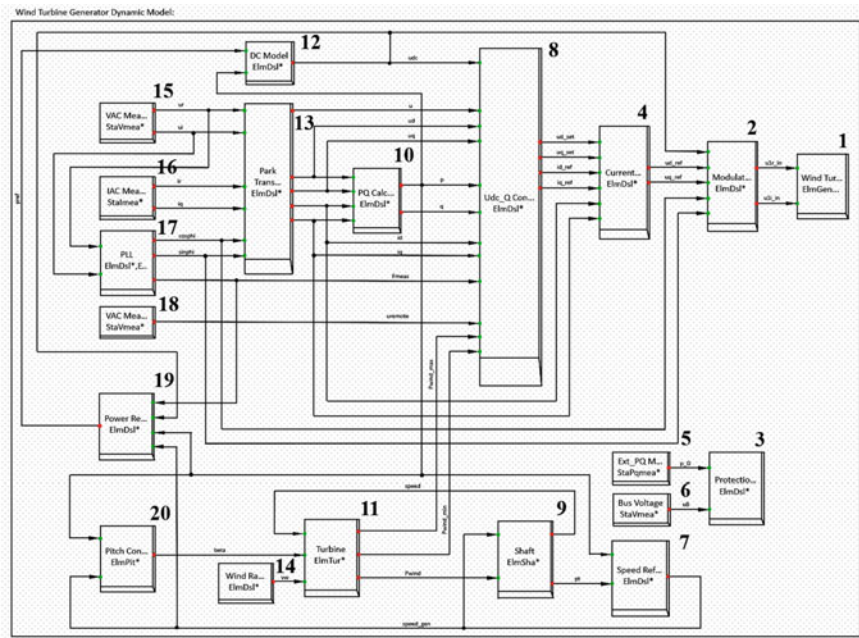 Wind Turbine Generator Dynamic Model:
12
DC Model
ElmDsl*
udc
8
15
VAC Mea...
StaVmea*
ur
ui
13
Park
Trans...
ElmDsl*
u
ud
uq
4
2
1
16
IAC Mea...
StaImea*
ir
iq
10
PQ Calc...
ElmDsl*
p
q
Udc_Q Con...
ElmDsl*
ud_set
uq_set
id_ref
iq_ref
Current...
ElmDsl*
ud_ref
uq_ref
Modulat...
ElmDsl*
u1r_in
u1i_in
Wind Tur...
ElmGen...
pref
17
PLL
ElmDsl*,E...
cosphi
sinphi
id
iq
Fmeas
18
VAC Mea...
StaVmea*
uremote
Pwind_max
Pwind_min
19
Power Re...
ElmDsl*
5
Ext_PQ M...
StaPqmea*
p_G
3
Protectio...
ElmDsl*
6
Bus Voltage
StaVmea*
20
Pitch Con...
ElmPit*
beta
speed
11
Turbine
ElmTur*
Pwind
14
Wind Ra...
ElmDsl*
vw
9
Shaft
ElmSha*
pt
7
Speed Ref...
ElmDsl*
speed_gen